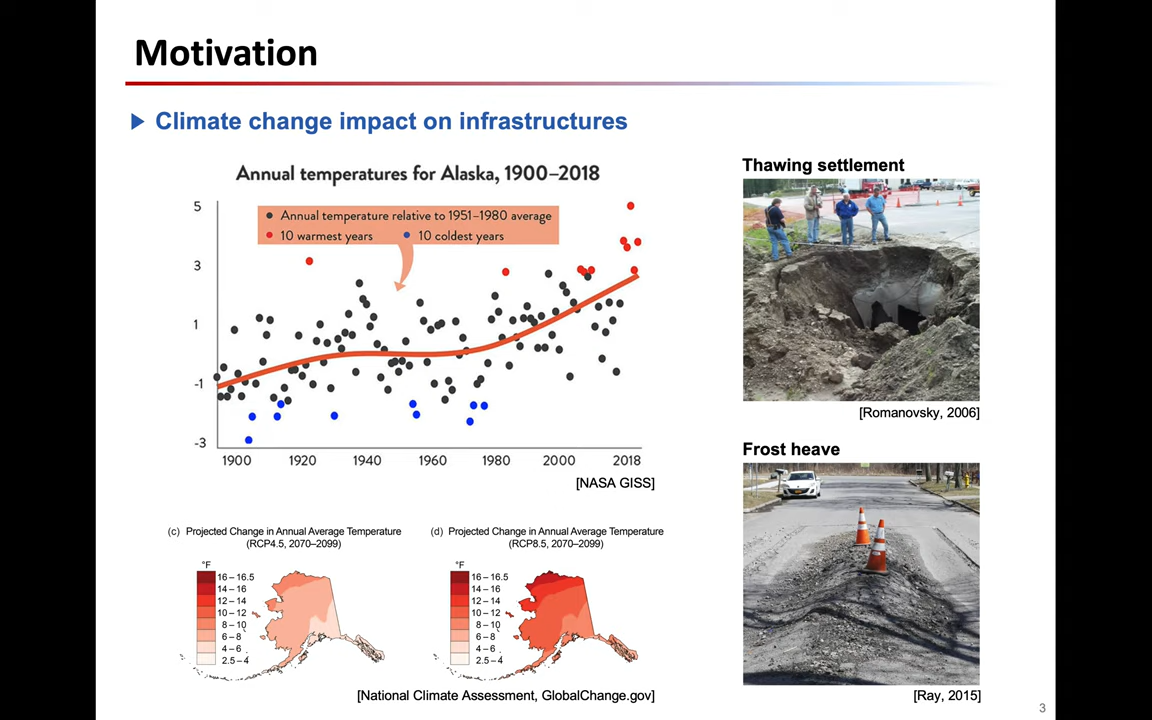 Motivation
Climate change impact on infrastructures
Annual temperatures for Alaska, 1900–2018
5
3
1
-1
-3
Annual temperature relative to 1951–1980 average
10 warmest years
10 coldest years
1900 1920 1940 1960 1980 2000 2018
[NASA GISS]
(c) Projected Change in Annual Average Temperature
(RCP4.5, 2070–2099)
°F
16 – 16.5
14 – 16
12 – 14
10 – 12
8 – 10
6 – 8
4 – 6
2.5 – 4
(d) Projected Change in Annual Average Temperature
(RCP8.5, 2070–2099)
°F
16 – 16.5
14 – 16
12 – 14
10 – 12
8 – 10
6 – 8
4 – 6
2.5 – 4
[National Climate Assessment, GlobalChange.gov]
Thawing settlement
[Romanovsky, 2006]
Frost heave
[Ray, 2015]
3